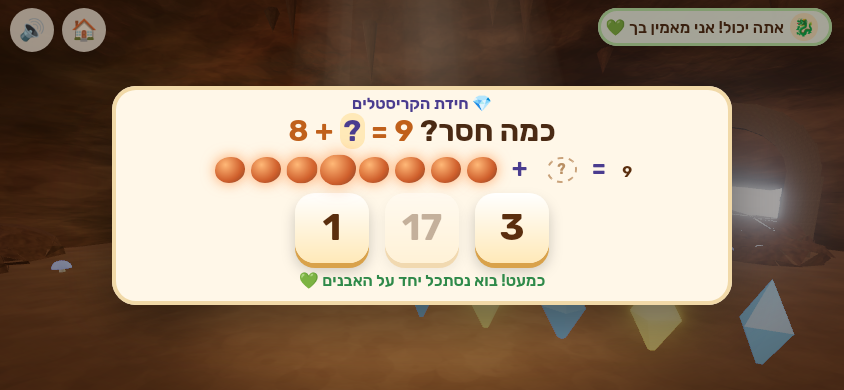 אתה יכול! אני מאמין בך 💚
💎 חידת הקריסטלים
כמה חסר? 8 + ? = 9
+ ? = 9
1 17 3
כמעט! בוא נסתכל יחד על האבנים 💚